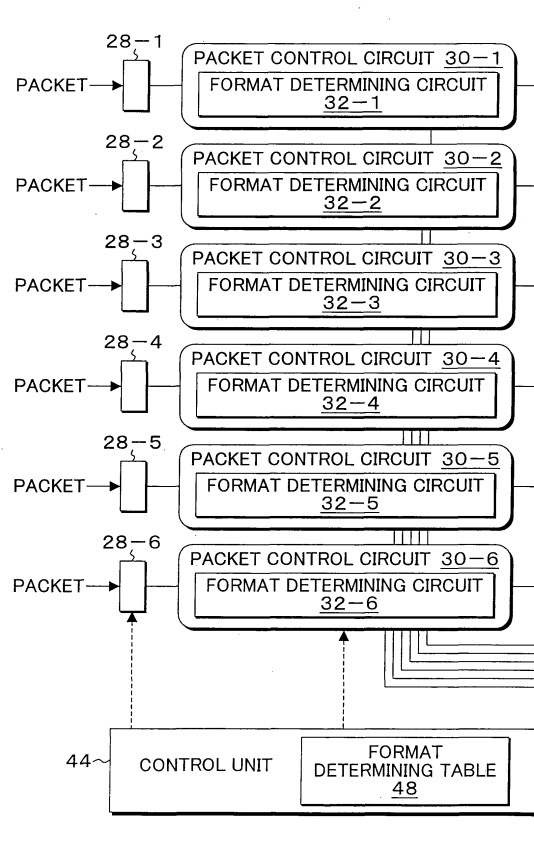 28-1
PACKET
PACKET CONTROL CIRCUIT 30-1
FORMAT DETERMINING CIRCUIT
32-1
28-2
PACKET
PACKET CONTROL CIRCUIT 30-2
FORMAT DETERMINING CIRCUIT
32-2
28-3
PACKET
PACKET CONTROL CIRCUIT 30-3
FORMAT DETERMINING CIRCUIT
32-3
28-4
PACKET
PACKET CONTROL CIRCUIT 30-4
FORMAT DETERMINING CIRCUIT
32-4
28-5
PACKET
PACKET CONTROL CIRCUIT 30-5
FORMAT DETERMINING CIRCUIT
32-5
28-6
PACKET
PACKET CONTROL CIRCUIT 30-6
FORMAT DETERMINING CIRCUIT
32-6
44
CONTROL UNIT
FORMAT
DETERMINING TABLE
48